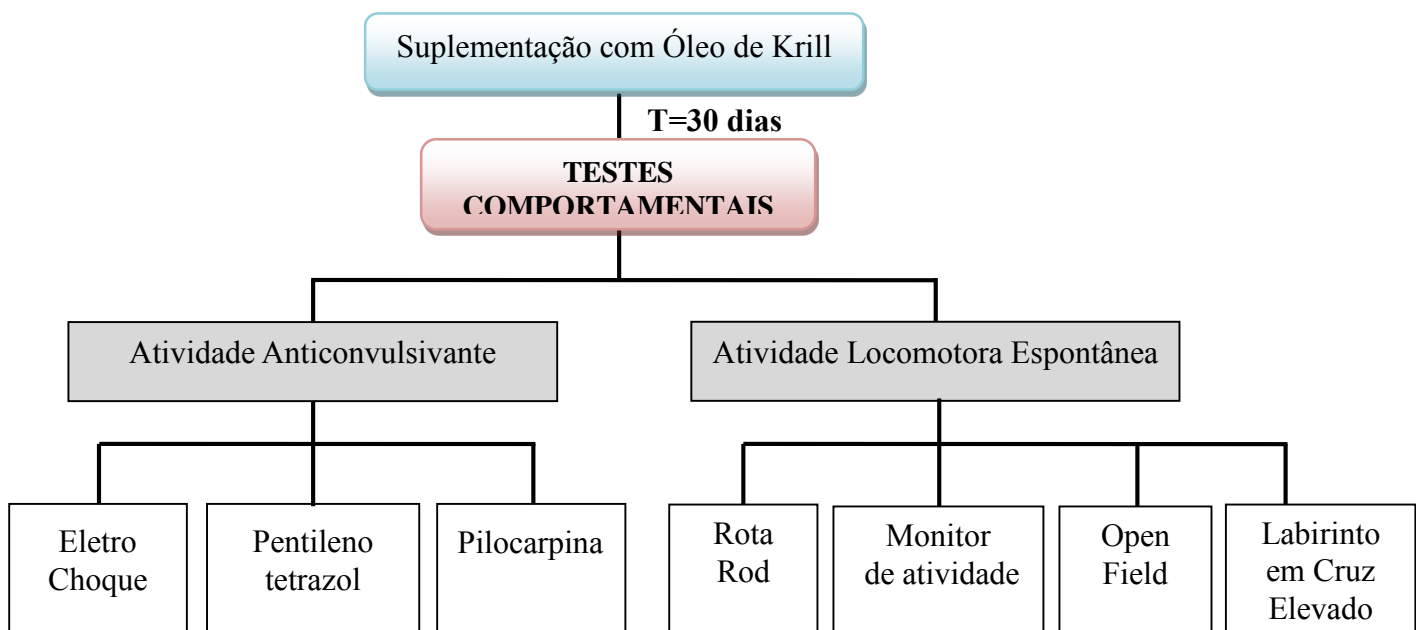 Suplementação com Óleo de Krill
T=30 dias
TESTES
COMPORTAMENTAIS
Atividade Anticonvulsivante
Atividade Locomotora Espontânea
Eletro
Choque
Pentileno
tetrazol
Pilocarpina
Rota
Rod
Monitor
de atividade
Open
Field
Labirinto
em Cruz
Elevado